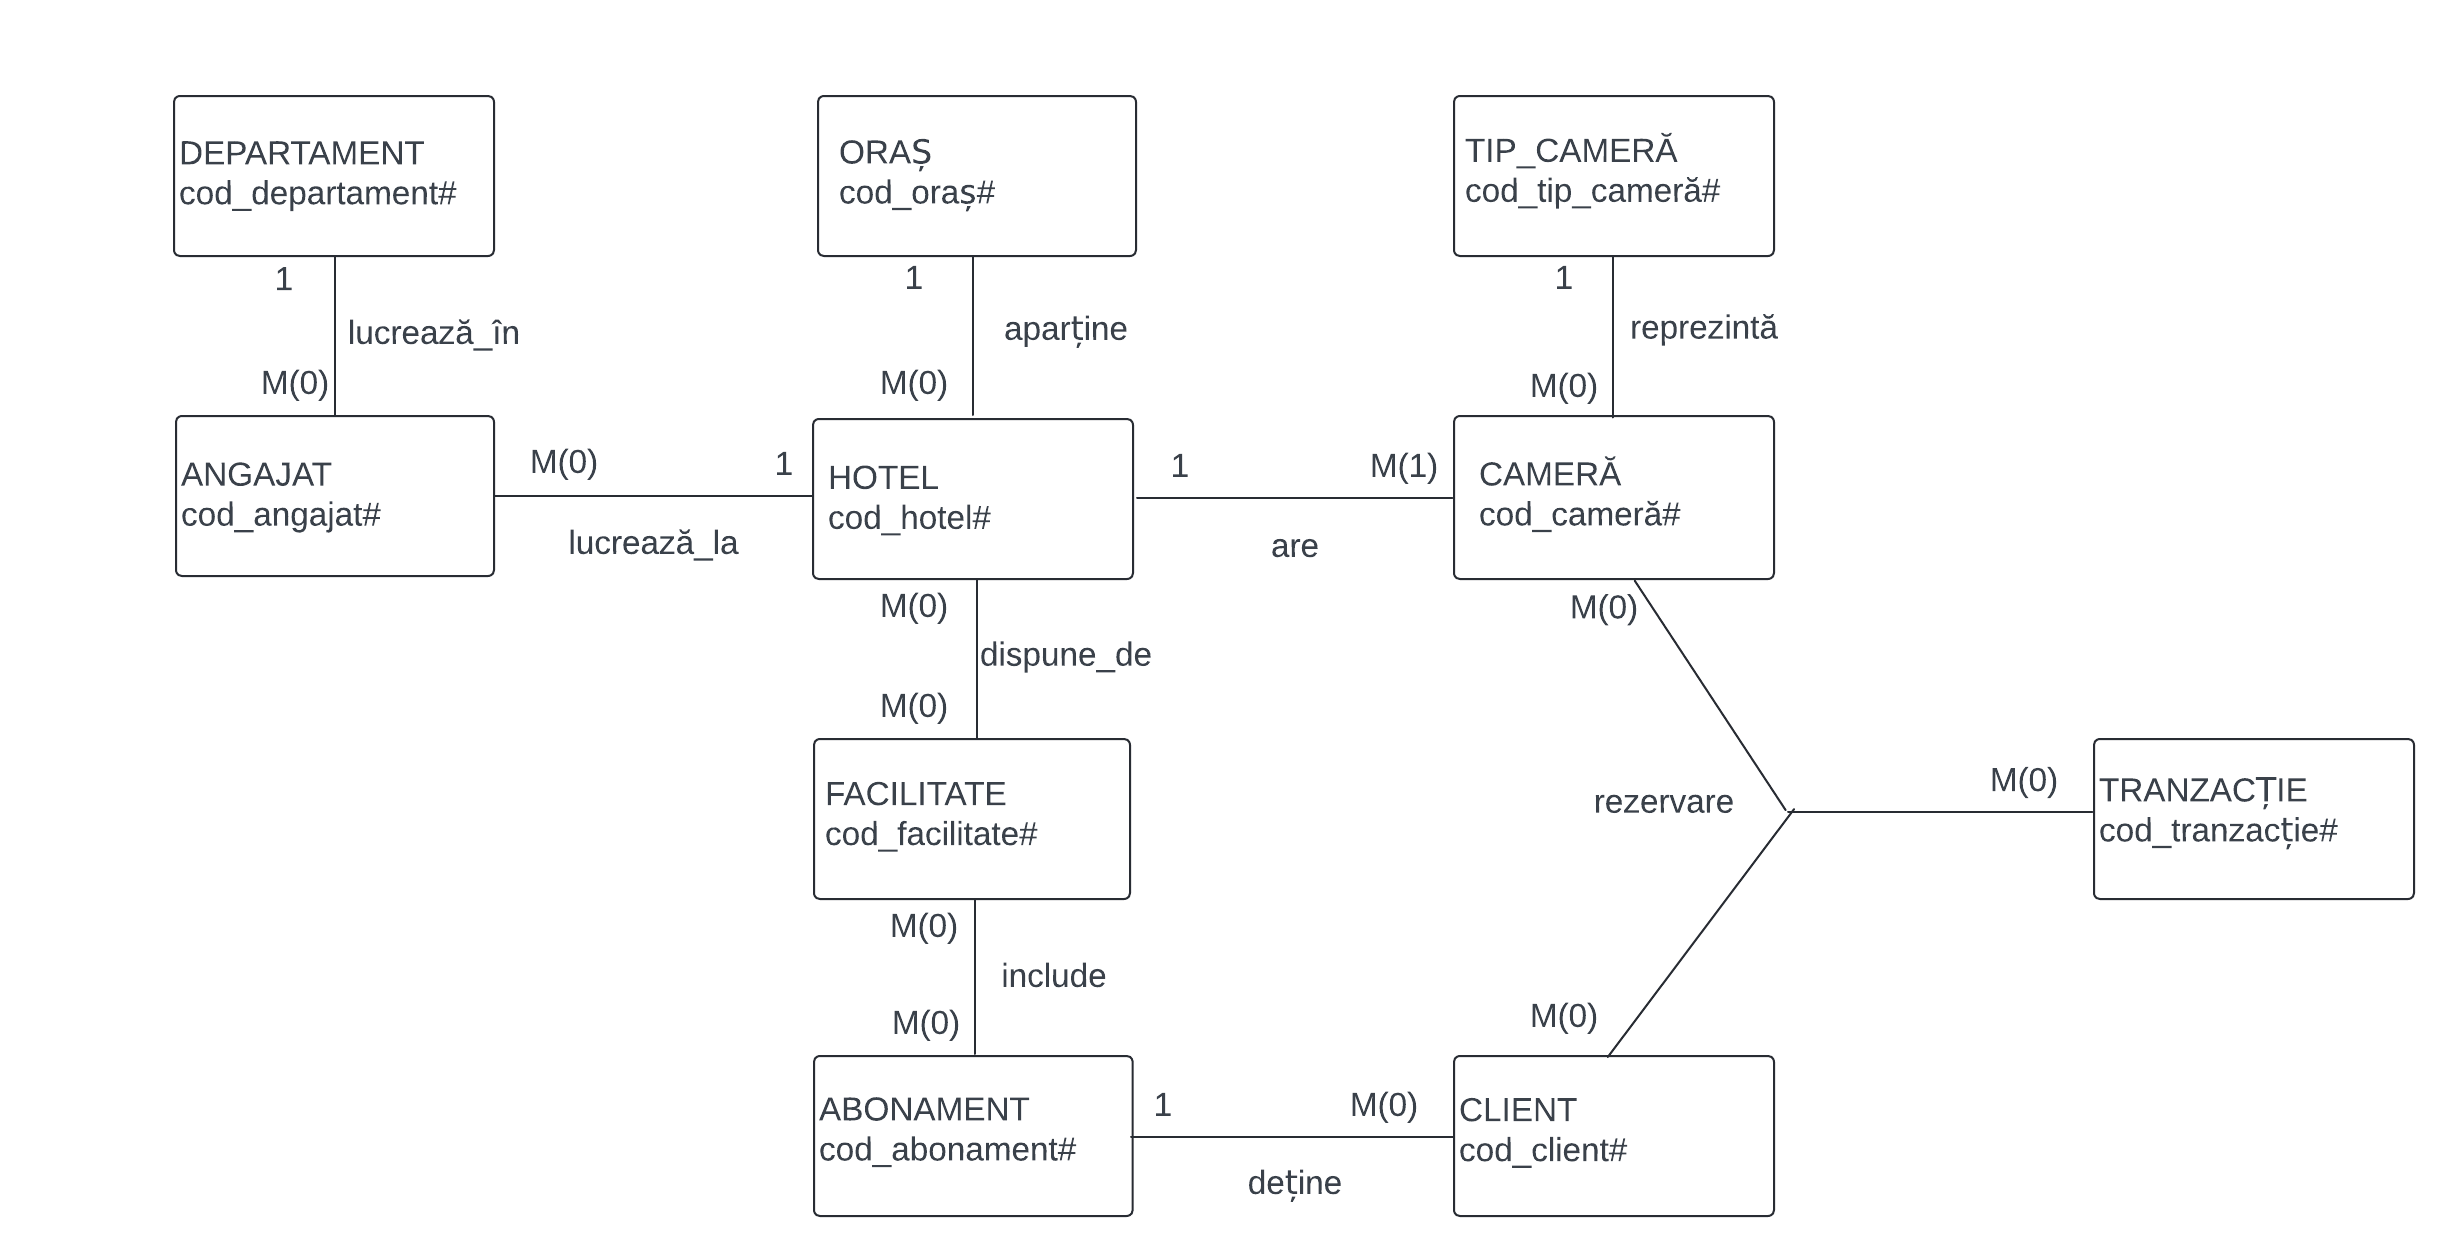 DEPARTAMENT
cod_departament#
ORAȘ
cod_oraș#
TIP_CAMERĂ
cod_tip_cameră#
1
lucrează_în
M(0)
1
aparține
M(0)
1
reprezintă
M(0)
ANGAJAT
cod_angajat#
M(0)
1
lucrează_la
HOTEL
cod_hotel#
1
M(1)
are
CAMERĂ
cod_cameră#
M(0)
dispune_de
M(0)
M(0)
rezervare
M(0)
TRANZACȚIE
cod_tranzacție#
FACILITATE
cod_facilitate#
M(0)
include
M(0)
M(0)
ABONAMENT
cod_abonament#
1
M(0)
deține
CLIENT
cod_client#